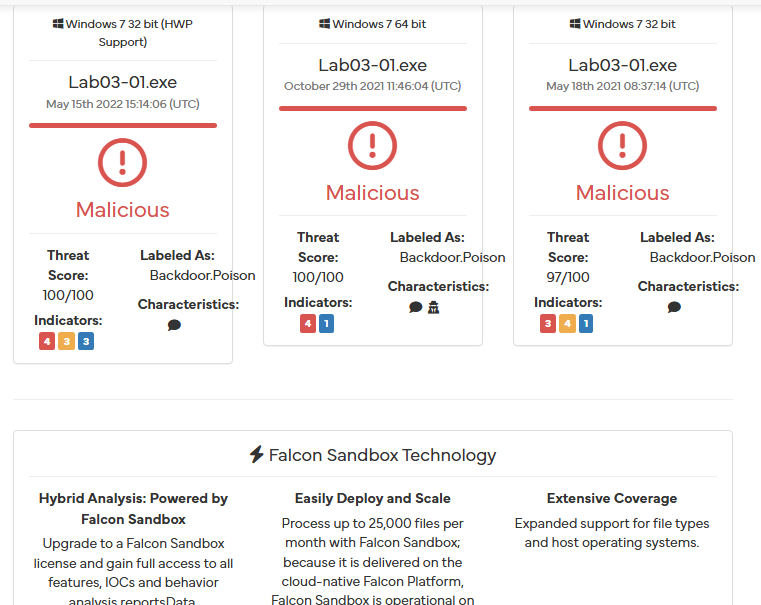 Windows 7 32 bit (HWP
Support)
Lab03-01.exe
May 15th 2022 15:14:06 (UTC)
Malicious
Threat
Score:
100/100
Indicators:
4 3 3
Labeled As:
Backdoor.Poison
Characteristics:
Windows 7 64 bit
Lab03-01.exe
October 29th 2021 11:46:04 (UTC)
Malicious
Threat
Score:
100/100
Indicators:
4 1
Labeled As:
Backdoor.Poison
Characteristics:
Windows 7 32 bit
Lab03-01.exe
May 18th 2021 08:37:14 (UTC)
Malicious
Threat
Score:
97/100
Indicators:
3 4 1
Labeled As:
Backdoor.Poison
Characteristics:
Falcon Sandbox Technology
Hybrid Analysis: Powered by
Falcon Sandbox
Upgrade to a Falcon Sandbox
license and gain full access to all
features, IOCs and behavior
analysis reportsData
Easily Deploy and Scale
Process up to 25,000 files per
month with Falcon Sandbox;
because it is delivered on the
cloud-native Falcon Platform,
Falcon Sandbox is operational on
Extensive Coverage
Expanded support for file types
and host operating systems.